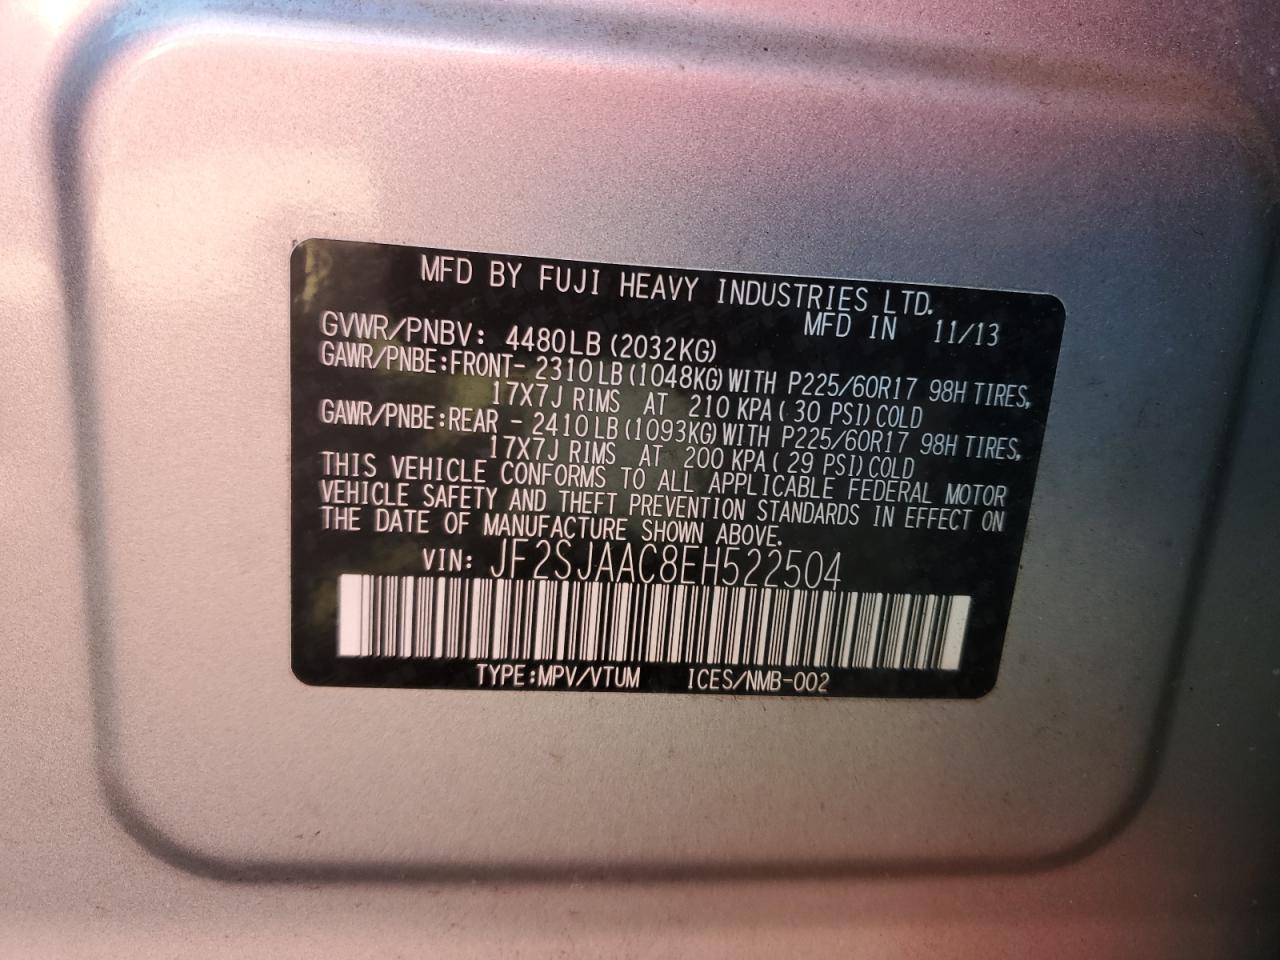 MFD BY FUJI HEAVY INDUSTRIES LTD.
MFD IN 11/13
GVWR/PNBV: 4480LB(2032KG)
GAWR/PNBE:FRONT- 2310LB(1048KG)WITH P225/60R17 98H TIRES,
17X7J RIMS AT 210 KPA( 30 PSI)COLD
GAWR/PNBE:REAR - 2410LB(1093KG)WITH P225/60R17 98H TIRES,
17X7J RIMS AT 200 KPA( 29 PSI)COLD
THIS VEHICLE CONFORMS TO ALL APPLICABLE FEDERAL MOTOR
VEHICLE SAFETY AND THEFT PREVENTION STANDARDS IN EFFECT ON
THE DATE OF MANUFACTURE SHOWN ABOVE.
VIN: JF2SJAAC8EH522504
TYPE:MPV/VTUM ICES/NMB-002